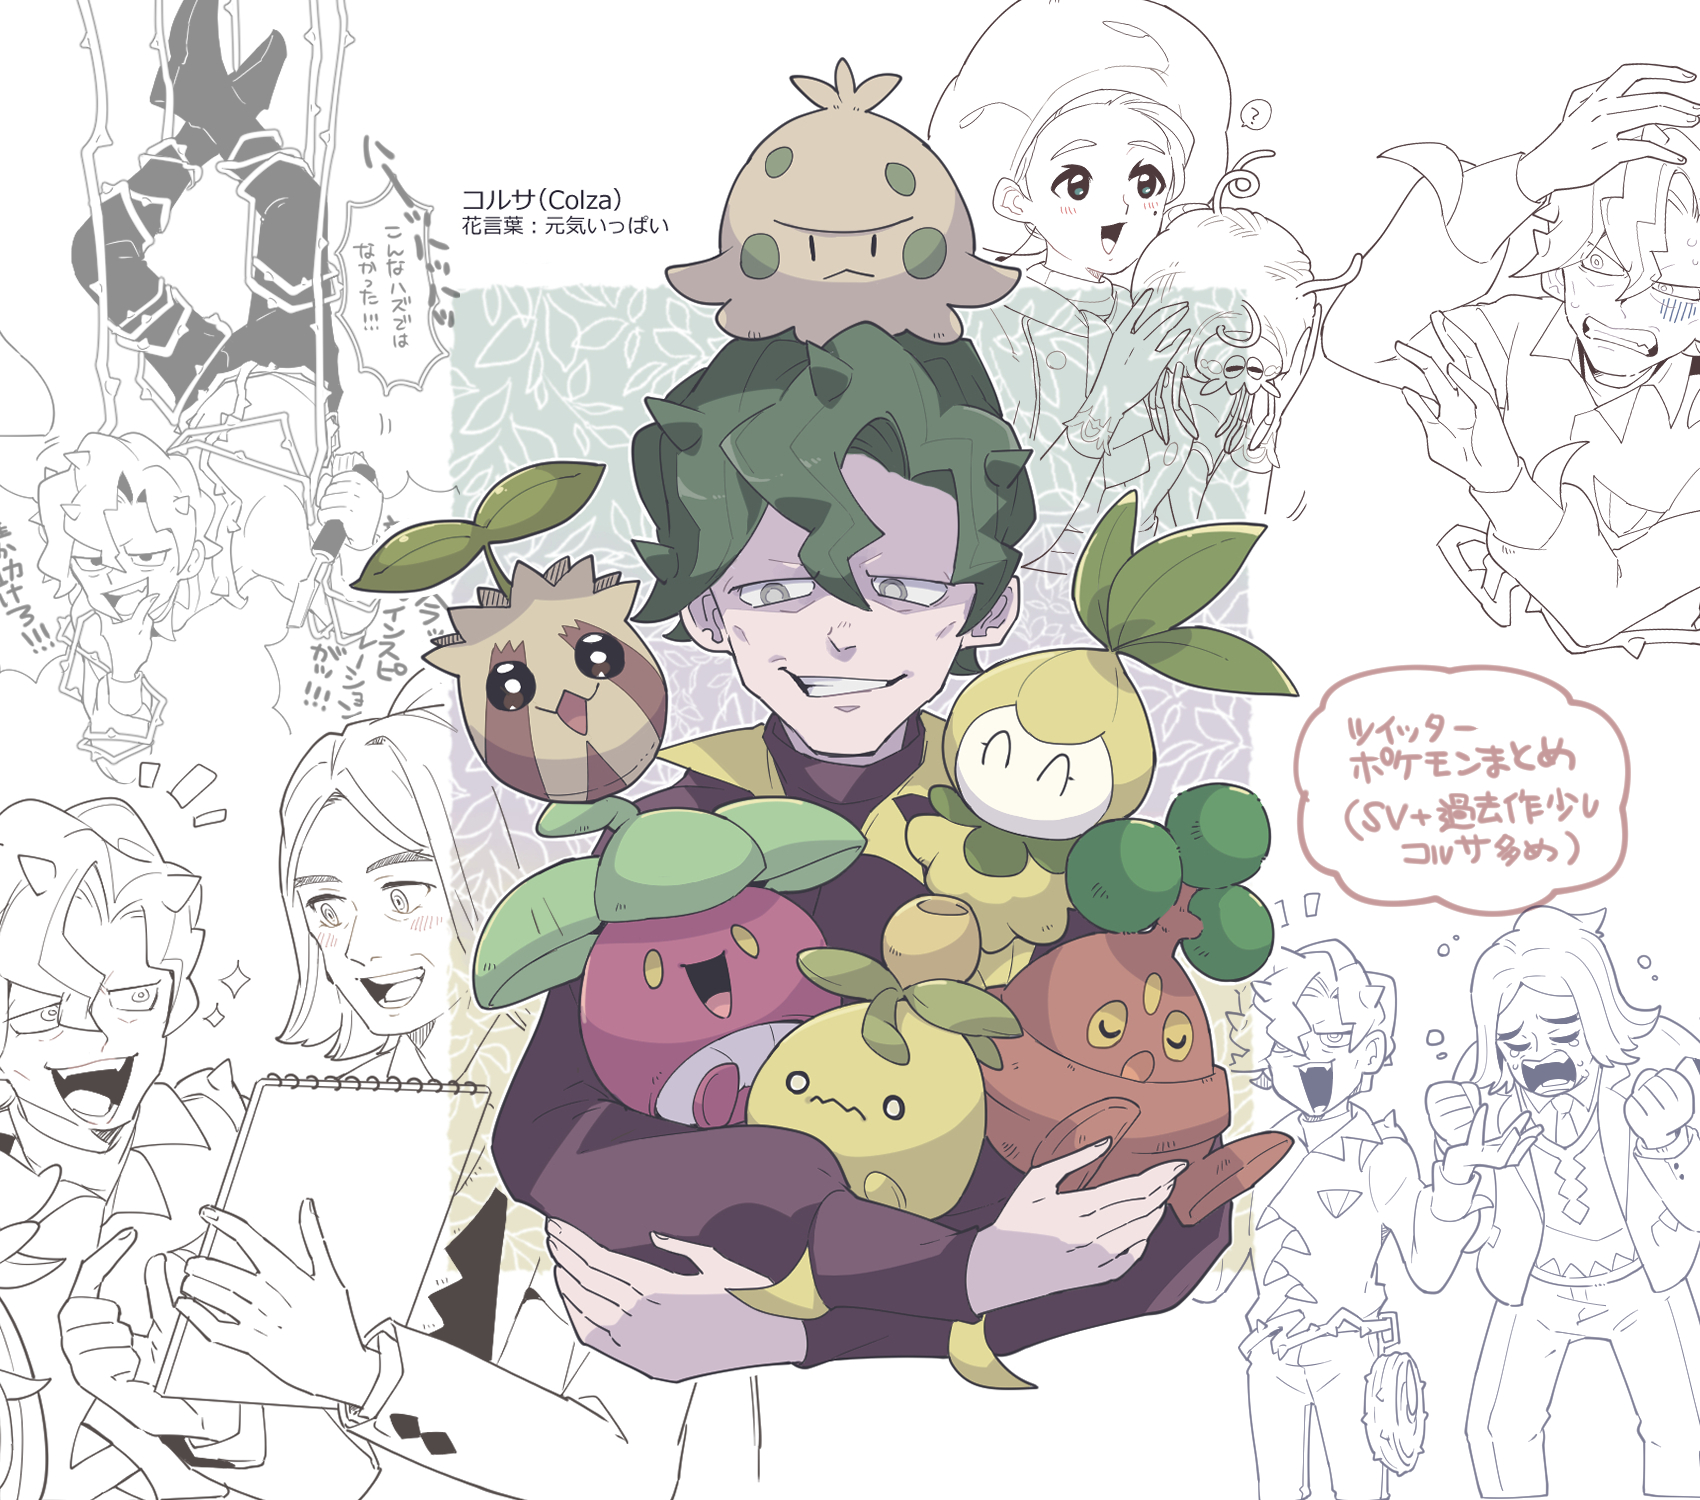 コルサ(Colza)
花言葉：元気いっぱい
こんなハズでは
なかった!!!
インスピ
レーション
が…!!!
ツイッター
ポケモンまとめ
(SV+過去作少し
コルサ多め)
?